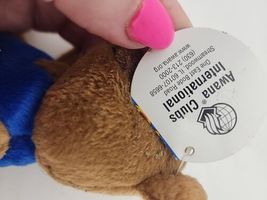 Awana® Clubs
International
One East Bode Road
Streamwood, IL 60107-6658
(630) 213-2000
www.awana.org